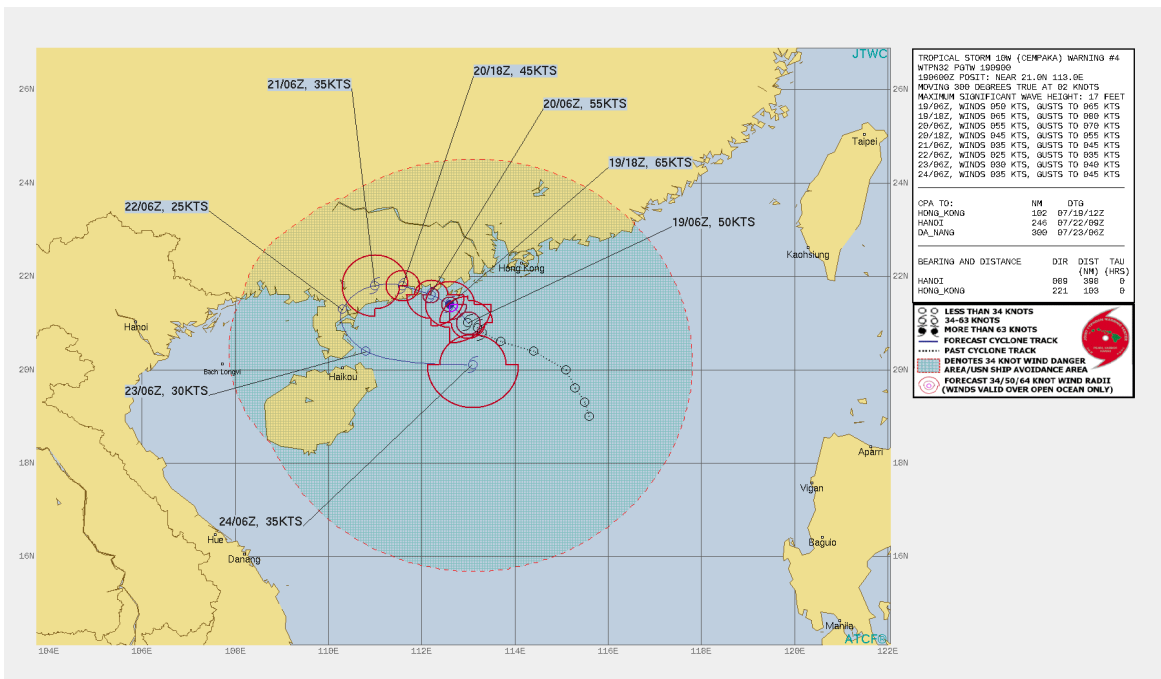 JTWC
20/18Z, 45KTS
21/06Z, 35KTS
20/06Z, 55KTS
19/18Z, 65KTS
22/06Z, 25KTS
19/06Z, 50KTS
23/06Z, 30KTS
24/06Z, 35KTS
26N
26N
24N
24N
22N
22N
20N
20N
18N
18N
16N
16N
Taipei
Kaohsiung
Hong Kong
Hanoi
Bach Longvi
Haikou
Aparri
Vigan
Hue
Danang
Baguio
Manila
ATCF®
104E 106E 108E 110E 112E 114E 116E 118E 120E 122E
TROPICAL STORM 10W (CEMPAKA) WARNING #4
WTPN32 PGTW 190900
190600Z POSIT: NEAR 21.0N 113.0E
MOVING 300 DEGREES TRUE AT 02 KNOTS
MAXIMUM SIGNIFICANT WAVE HEIGHT: 17 FEET
19/06Z, WINDS 050 KTS, GUSTS TO 065 KTS
19/18Z, WINDS 065 KTS, GUSTS TO 080 KTS
20/06Z, WINDS 055 KTS, GUSTS TO 070 KTS
20/18Z, WINDS 045 KTS, GUSTS TO 055 KTS
21/06Z, WINDS 035 KTS, GUSTS TO 045 KTS
22/06Z, WINDS 025 KTS, GUSTS TO 035 KTS
23/06Z, WINDS 030 KTS, GUSTS TO 040 KTS
24/06Z, WINDS 035 KTS, GUSTS TO 045 KTS
CPA TO: NM DTG
HONG_KONG 102 07/19/12Z
HANOI 246 07/22/09Z
DA_NANG 300 07/23/06Z
BEARING AND DISTANCE DIR DIST TAU
(NM) (HRS)
HANOI 089 398 0
HONG_KONG 221 103 0
LESS THAN 34 KNOTS
34-63 KNOTS
MORE THAN 63 KNOTS
FORECAST CYCLONE TRACK
PAST CYCLONE TRACK
DENOTES 34 KNOT WIND DANGER
AREA/USN SHIP AVOIDANCE AREA
FORECAST 34/50/64 KNOT WIND RADII
(WINDS VALID OVER OPEN OCEAN ONLY)